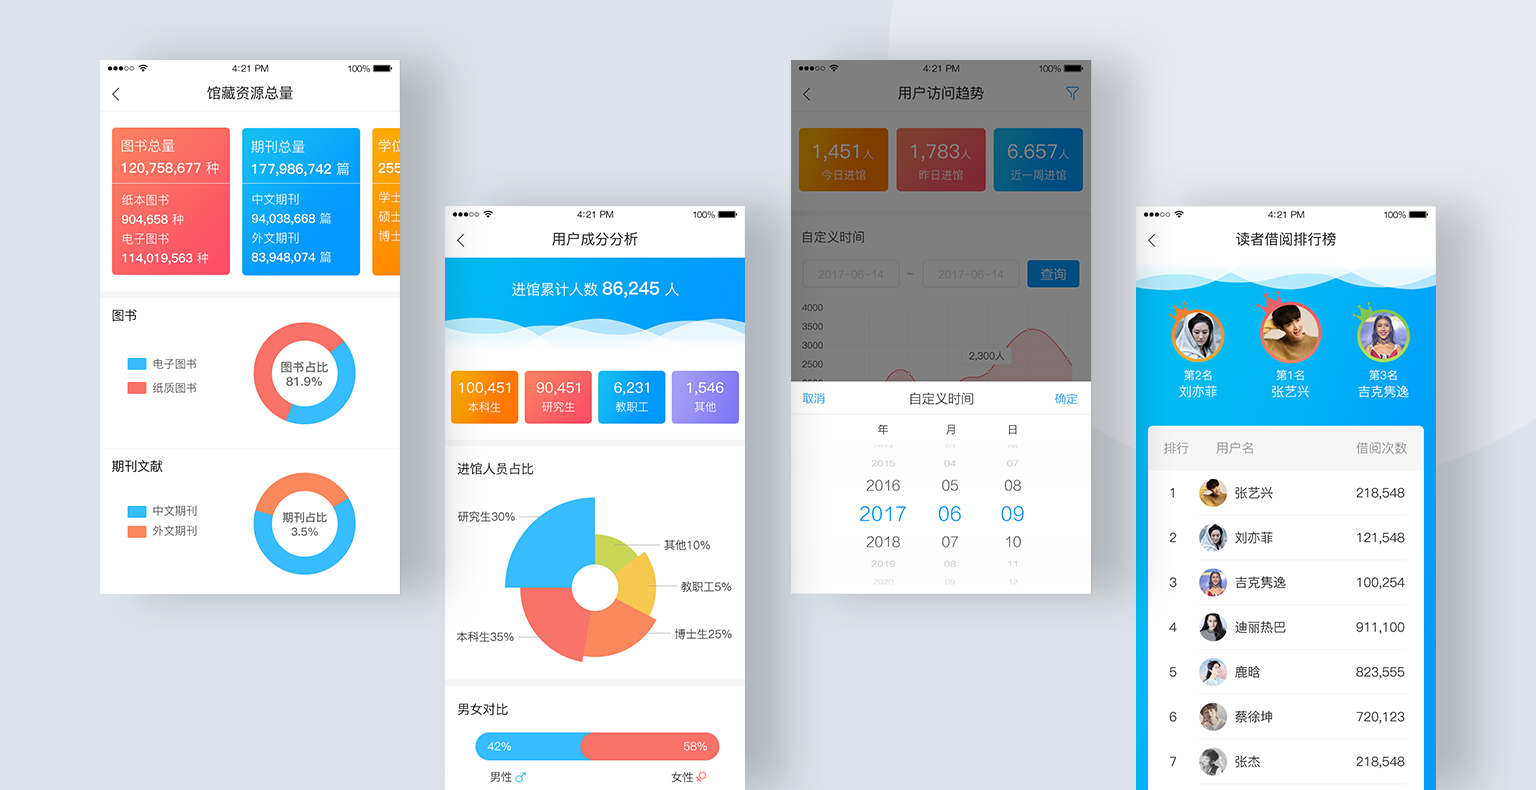 4:21 PM
100%
馆藏资源总量
图书总量
120,758,677 种
纸本图书
904,658 种
电子图书
114,019,563 种
期刊总量
177,986,742 篇
中文期刊
94,038,668 篇
外文期刊
83,948,074 篇
学位
255
学士
硕士
博士
图书
电子图书
纸质图书
图书占比
81.9%
期刊文献
中文期刊
外文期刊
期刊占比
3.5%
4:21 PM
100%
用户成分分析
进馆累计人数 86,245 人
100,451
本科生
90,451
研究生
6,231
教职工
1,546
其他
进馆人员占比
研究生30%
其他10%
教职工5%
博士生25%
本科生35%
男女对比
42%
58%
男性
女性
4:21 PM
100%
用户访问趋势
1,451人
今日进馆
1,783人
昨日进馆
6.657人
近一周进馆
自定义时间
2017-06-14
~
2017-06-14
查询
4000
3500
3000
2500
2,300人
取消
自定义时间
确定
年 月 日
2014 03 06
2015 04 07
2016 05 08
2017 06 09
2018 07 10
2019 08 11
2020 09 12
4:21 PM
100%
读者借阅排行榜
第2名
刘亦菲
第1名
张艺兴
第3名
吉克隽逸
排行 用户名 借阅次数
1 张艺兴 218,548
2 刘亦菲 121,548
3 吉克隽逸 100,254
4 迪丽热巴 911,100
5 鹿晗 823,555
6 蔡徐坤 720,123
7 张杰 218,548